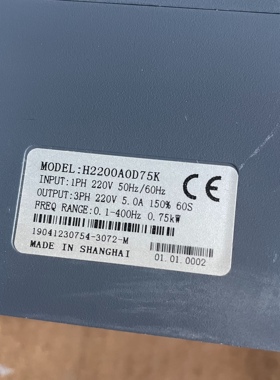 MODEL:H2200A0D75K
INPUT:1PH 220V 50Hz/60Hz
OUTPUT:3PH 220V 5.0A 150% 60S
FREQ RANGE:0.1-400Hz 0.75kW
CE
19041230754-3072-M
MADE IN SHANGHAI
01.01.0002